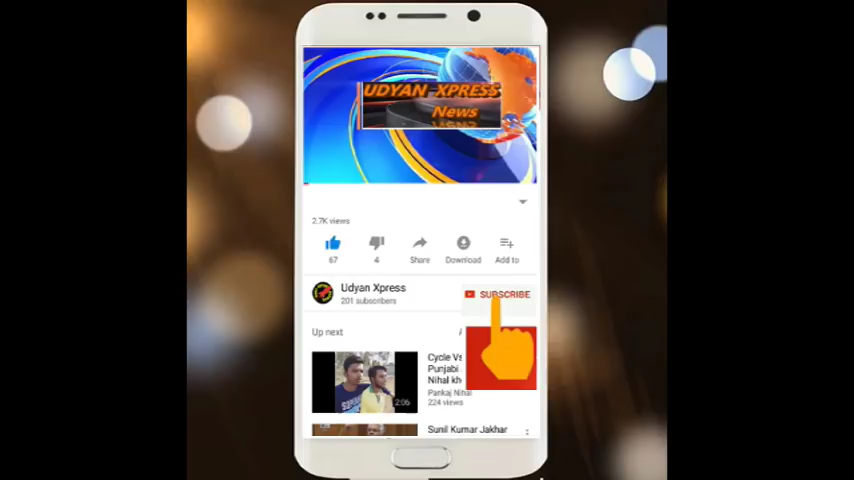 UDYAN XPRESS
News
2.7K views
67
4
Share
Download
Add to
Udyan Xpress
201 subscribers
SUBSCRIBE
Up next
Cycle Vs
Punjabi
Nihal kh
Pankaj Nihal
224 views
2:06
Sunil Kumar Jakhar